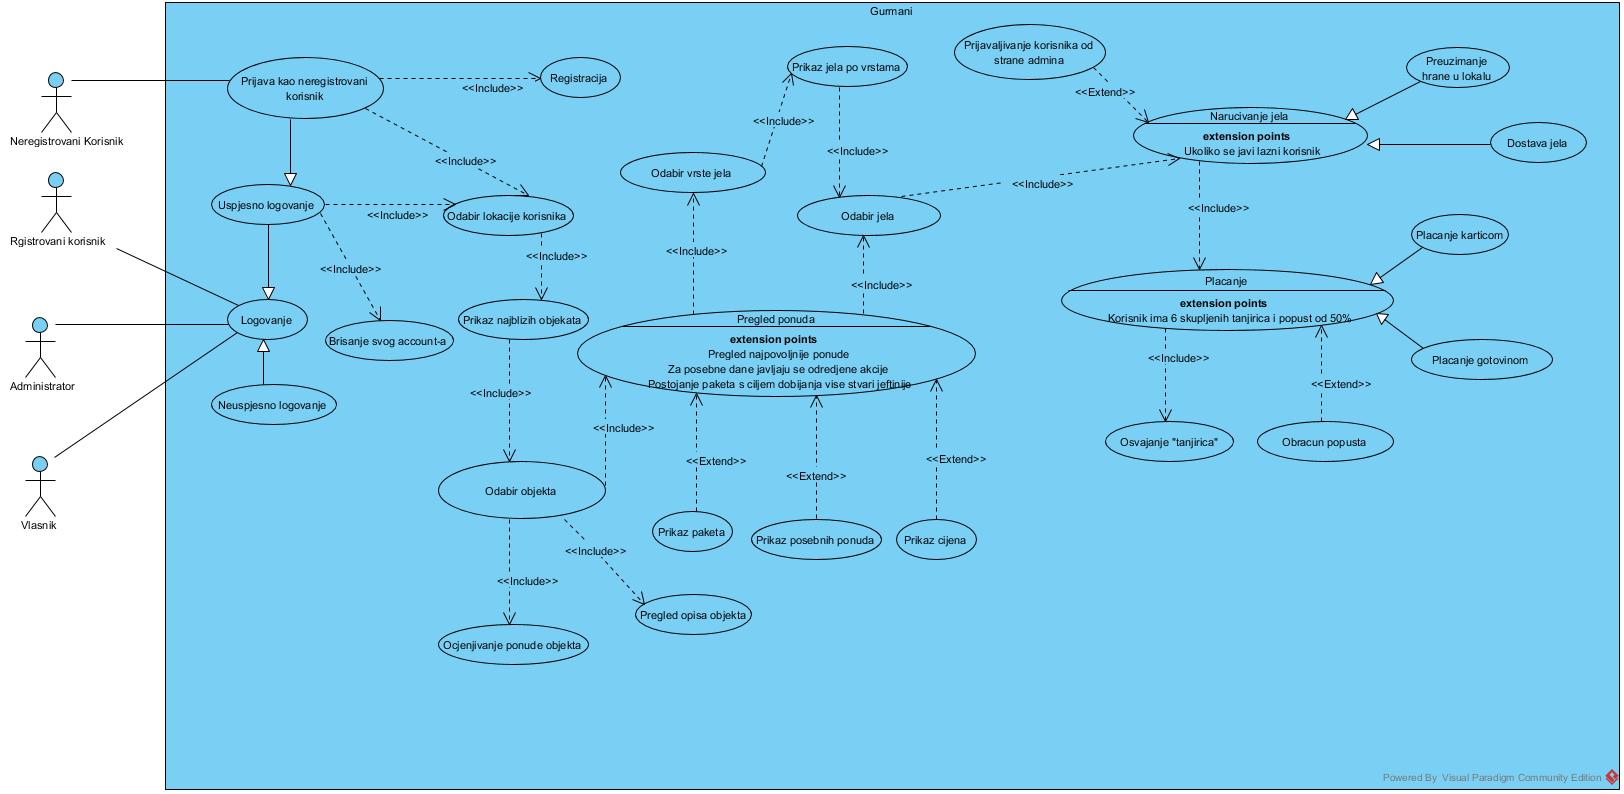 Gurmani
Neregistrovani Korisnik
Rgistrovani korisnik
Administrator
Vlasnik
Prijava kao neregistrovani
korisnik
<<Include>>
Registracija
<<Include>>
Uspjesno logovanje
<<Include>>
Odabir lokacije korisnika
<<Include>>
<<Include>>
Logovanje
Brisanje svog account-a
Neuspjesno logovanje
Prikaz najblizih objekata
<<Include>>
Odabir objekta
<<Include>>
<<Include>>
<<Include>>
Ocjenjivanje ponude objekta
Pregled opisa objekta
Prikaz jela po vrstama
<<Include>>
<<Include>>
Odabir vrste jela
Odabir jela
<<Include>>
<<Include>>
<<Include>>
Pregled ponuda
extension points
Pregled najpovoljnije ponude
Za posebne dane javljaju se odredjene akcije
Postojanje paketa s ciljem dobijanja vise stvari jeftinije
<<Extend>>
<<Extend>>
<<Extend>>
Prikaz paketa
Prikaz posebnih ponuda
Prikaz cijena
Prijavaljivanje korisnika od
strane admina
<<Extend>>
Narucivanje jela
extension points
Ukoliko se javi lazni korisnik
Preuzimanje
hrane u lokalu
Dostava jela
<<Include>>
Placanje karticom
Placanje
extension points
Korisnik ima 6 skupljenih tanjirica i popust od 50%
Placanje gotovinom
<<Include>>
<<Extend>>
Osvajanje "tanjirica"
Obracun popusta
Powered By Visual Paradigm Community Edition